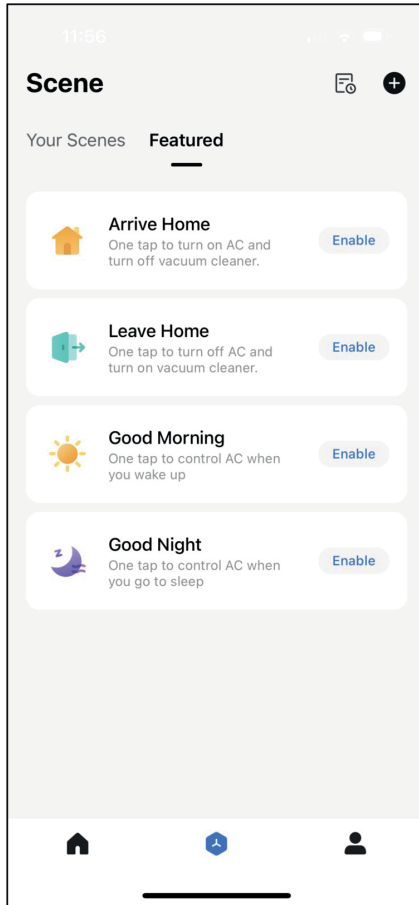 11:56
Scene
Your Scenes Featured
Arrive Home
One tap to turn on AC and
turn off vacuum cleaner.
Enable
Leave Home
One tap to turn off AC and
turn on vacuum cleaner.
Enable
Good Morning
One tap to control AC when
you wake up
Enable
Good Night
One tap to control AC when
you go to sleep
Enable